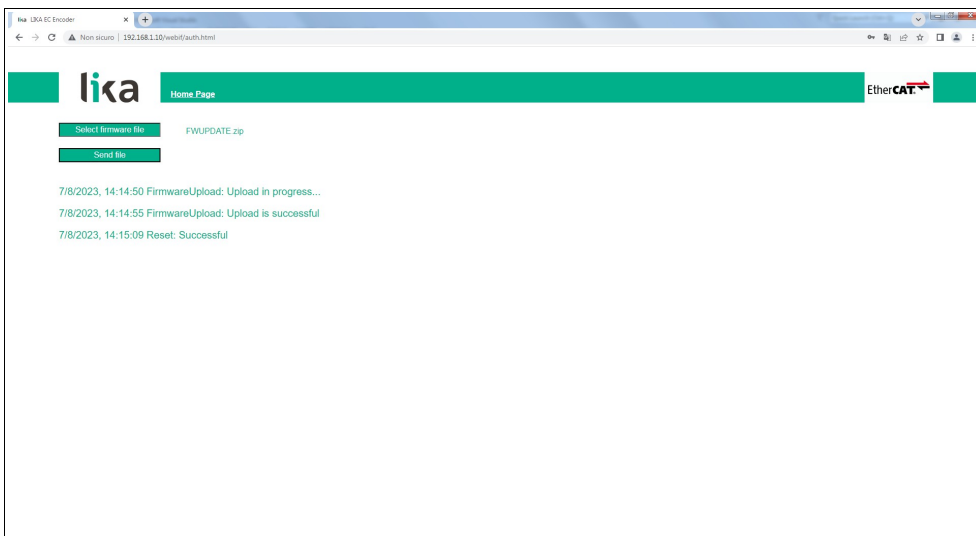 lika LIKA EC Encoder
Non sicuro | 192.168.1.10/webif/auth.html
lika
Home Page
EtherCAT.
Select firmware file
FWUPDATE.zip
Send file
7/8/2023, 14:14:50 FirmwareUpload: Upload in progress...
7/8/2023, 14:14:55 FirmwareUpload: Upload is successful
7/8/2023, 14:15:09 Reset: Successful